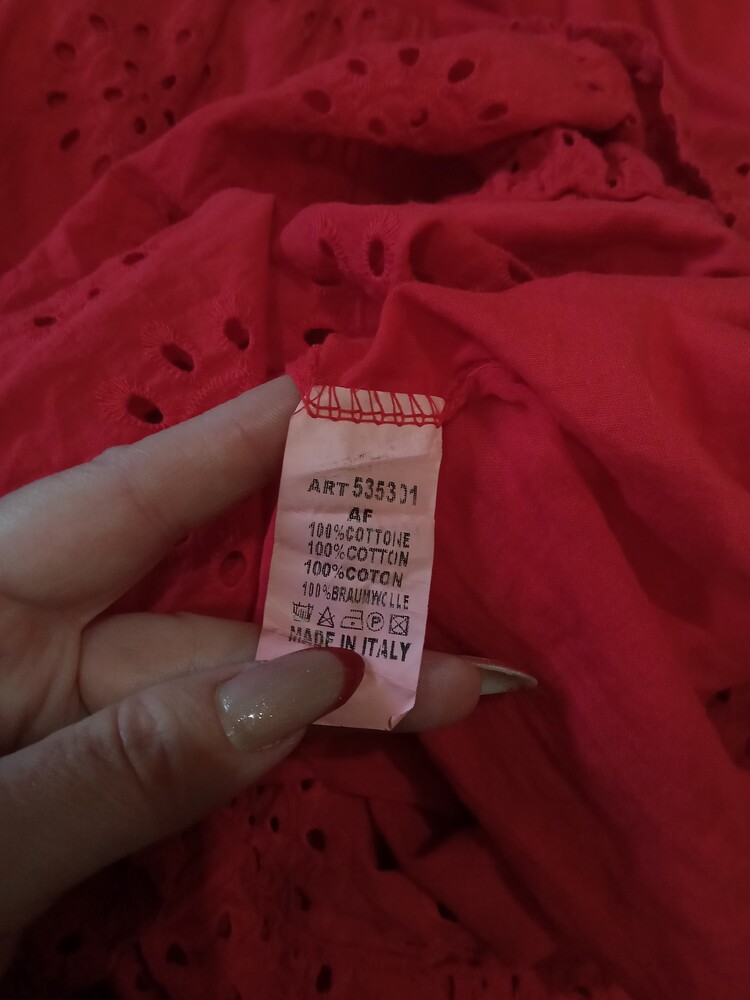 ART 535301
AF
100%COTTONE
100%COTTON
100%COTON
100%BRAUMWOLLE
MADE IN ITALY